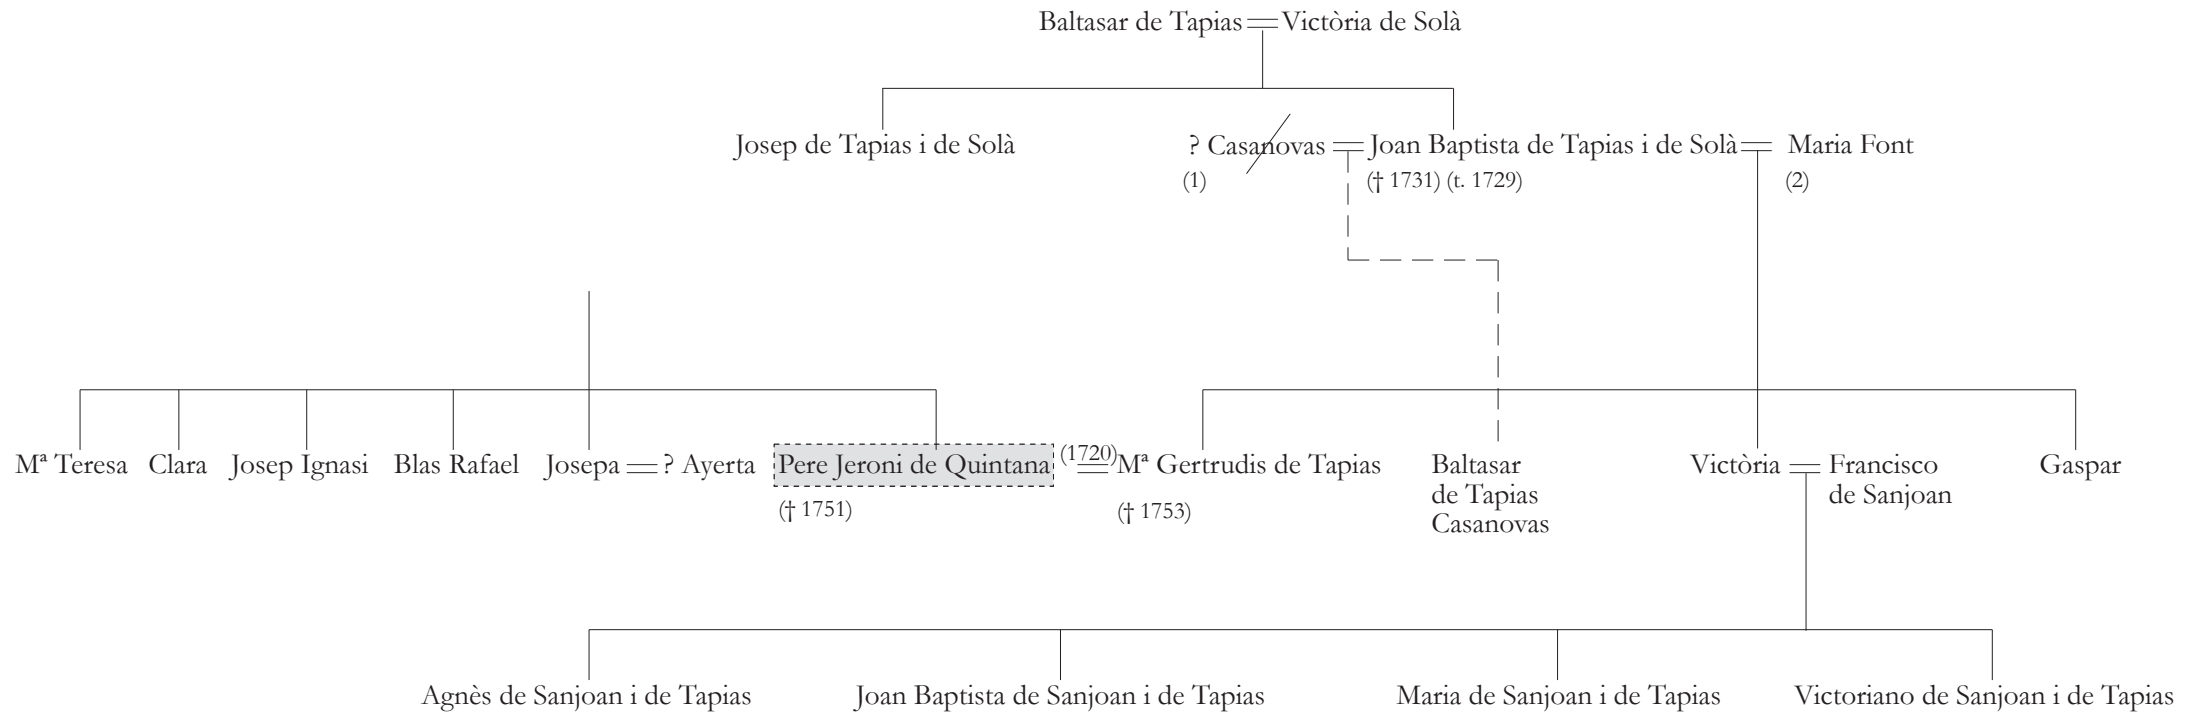 Baltasar de Tapias Victòria de Solà
Josep de Tapias i de Solà ? Casanovas Joan Baptista de Tapias i de Solà Maria Font
(1) († 1731) (t. 1729) (2)
Mª Teresa Clara Josep Ignasi Blas Rafael Josepa ? Ayerta Pere Jeroni de Quintana (1720) Mª Gertrudis de Tapias Baltasar Victòria Francisco Gaspar
de Tapias de Sanjoan
(† 1751) († 1753)
Casanovas
Agnès de Sanjoan i de Tapias Joan Baptista de Sanjoan i de Tapias Maria de Sanjoan i de Tapias Victoriano de Sanjoan i de Tapias